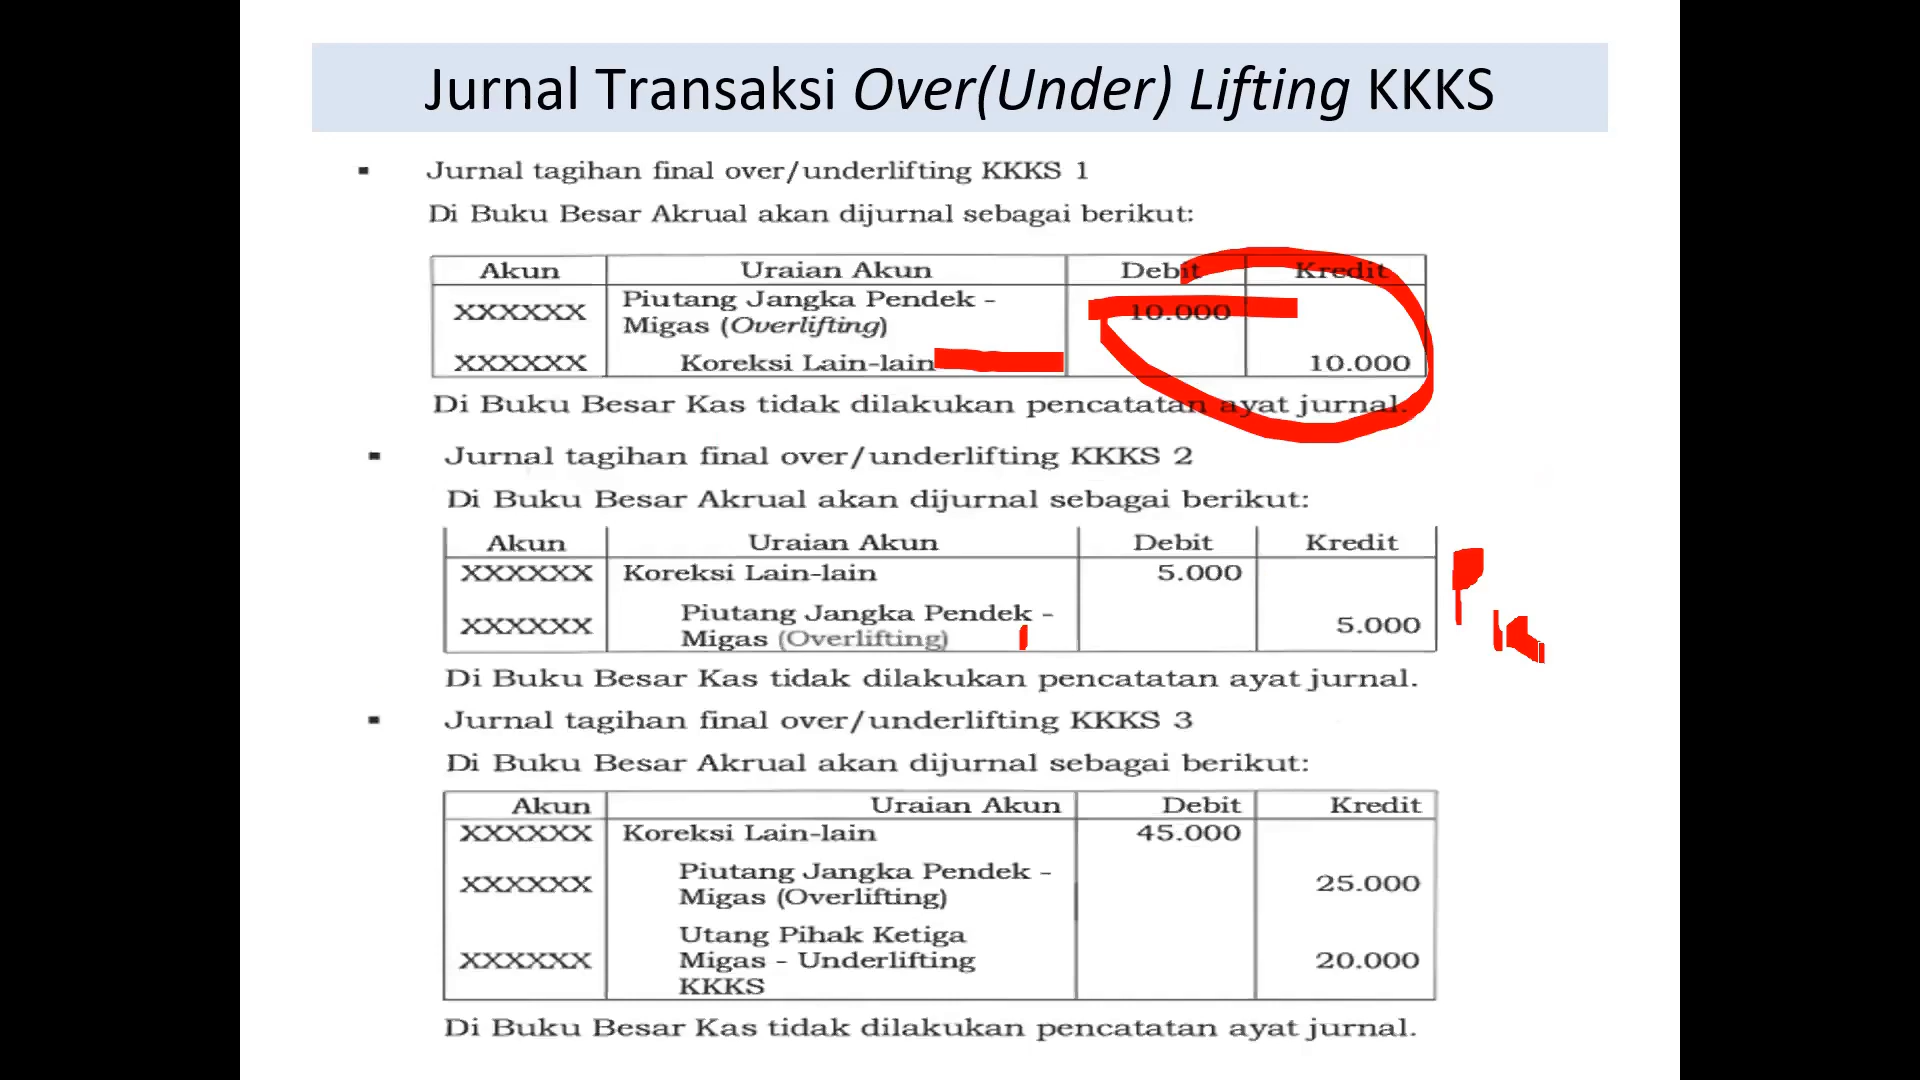 Jurnal Transaksi Over(Under) Lifting KKKS
▪ Jurnal tagihan final over/underlifting KKKS 1
Di Buku Besar Akrual akan dijurnal sebagai berikut:
Akun Uraian Akun Debit Kredit
XXXXXX Piutang Jangka Pendek - Migas (Overlifting) 10.000
XXXXXX Koreksi Lain-lain 10.000
Di Buku Besar Kas tidak dilakukan pencatatan ayat jurnal.
▪ Jurnal tagihan final over/underlifting KKKS 2
Di Buku Besar Akrual akan dijurnal sebagai berikut:
Akun Uraian Akun Debit Kredit
XXXXXX Koreksi Lain-lain 5.000
XXXXXX Piutang Jangka Pendek - Migas (Overlifting) 5.000
Di Buku Besar Kas tidak dilakukan pencatatan ayat jurnal.
▪ Jurnal tagihan final over/underlifting KKKS 3
Di Buku Besar Akrual akan dijurnal sebagai berikut:
Akun Uraian Akun Debit Kredit
XXXXXX Koreksi Lain-lain 45.000
XXXXXX Piutang Jangka Pendek - Migas (Overlifting) 25.000
XXXXXX Utang Pihak Ketiga Migas - Underlifting KKKS 20.000
Di Buku Besar Kas tidak dilakukan pencatatan ayat jurnal.